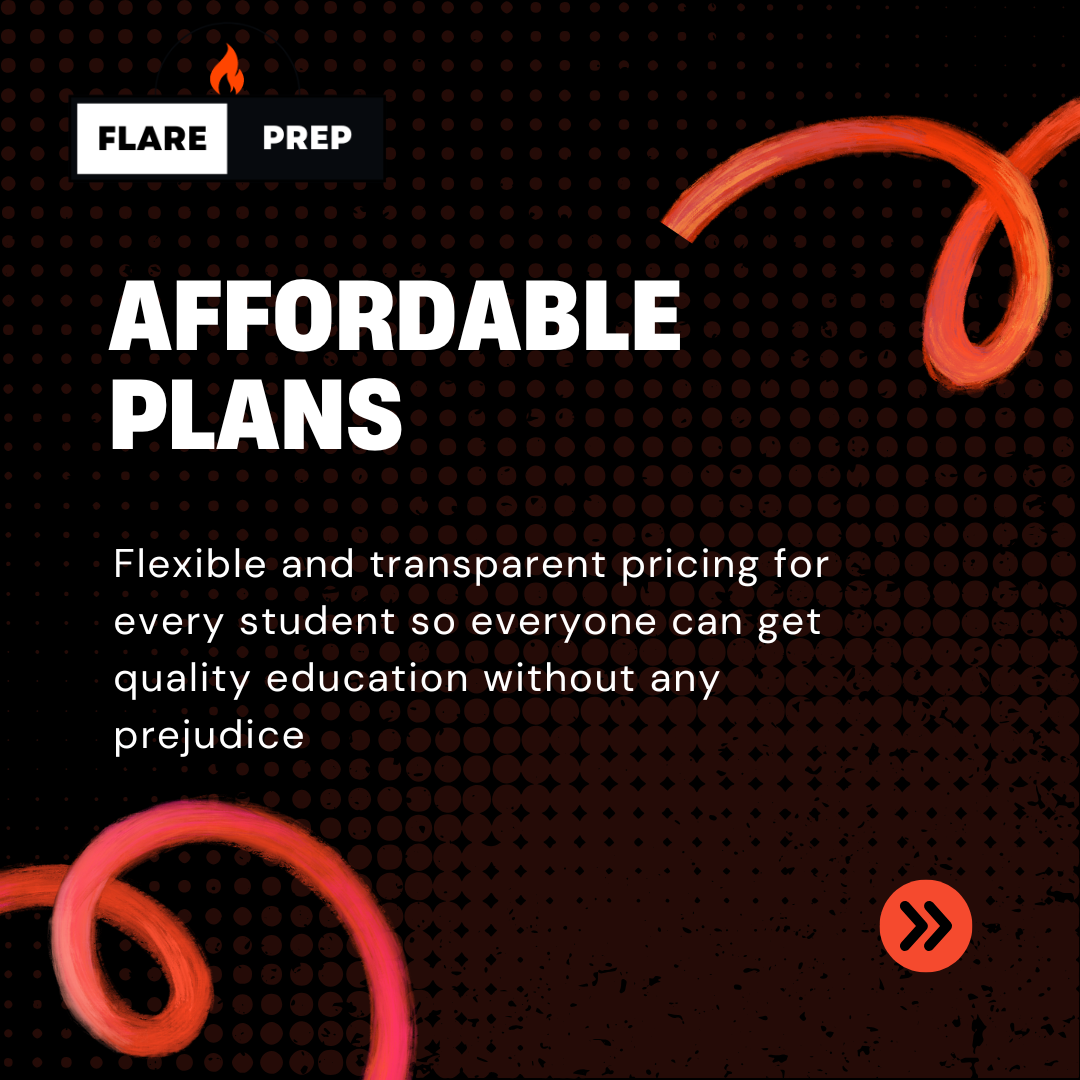 FLARE PREP
AFFORDABLE
PLANS
Flexible and transparent pricing for
every student so everyone can get
quality education without any
prejudice